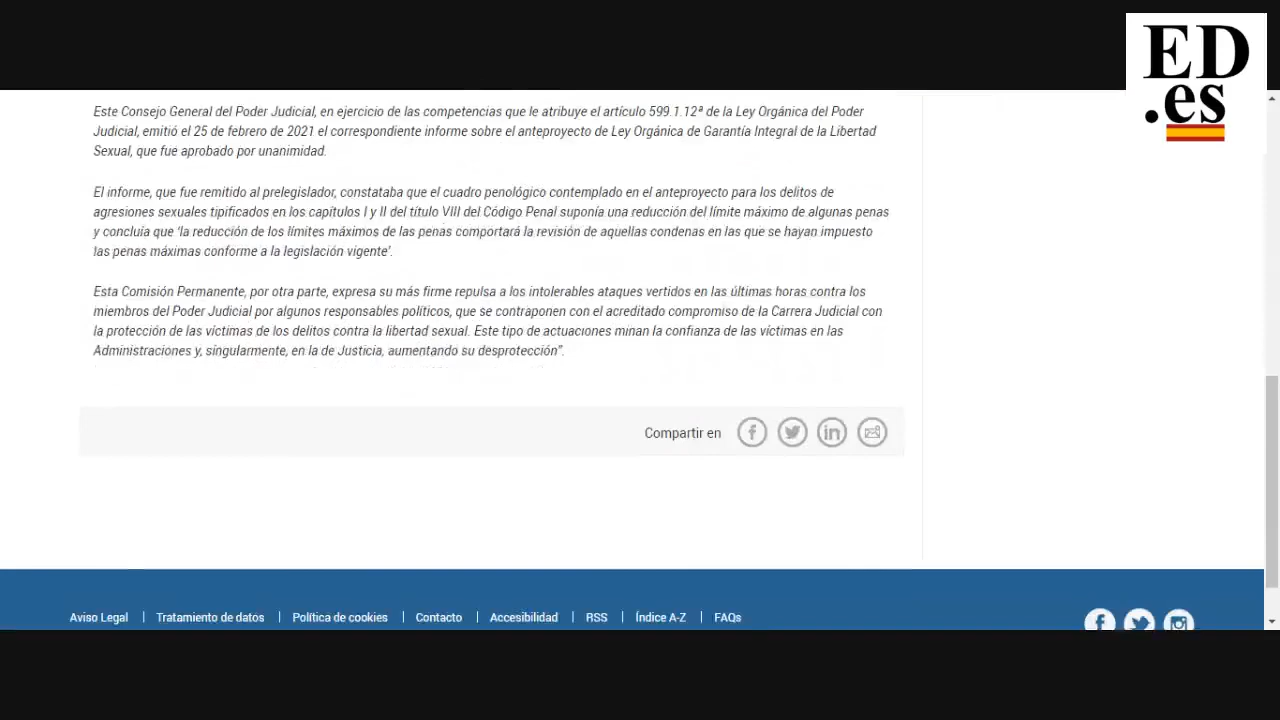 ED
.es
Este Consejo General del Poder Judicial, en ejercicio de las competencias que le atribuye el artículo 599.1.12ª de la Ley Orgánica del Poder
Judicial, emitió el 25 de febrero de 2021 el correspondiente informe sobre el anteproyecto de Ley Orgánica de Garantía Integral de la Libertad
Sexual, que fue aprobado por unanimidad.
El informe, que fue remitido al prelegislador, constataba que el cuadro penológico contemplado en el anteproyecto para los delitos de
agresiones sexuales tipificados en los capítulos I y II del título VIII del Código Penal suponía una reducción del límite máximo de algunas penas
y concluía que ‘la reducción de los límites máximos de las penas comportará la revisión de aquellas condenas en las que se hayan impuesto
las penas máximas conforme a la legislación vigente’.
Esta Comisión Permanente, por otra parte, expresa su más firme repulsa a los intolerables ataques vertidos en las últimas horas contra los
miembros del Poder Judicial por algunos responsables políticos, que se contraponen con el acreditado compromiso de la Carrera Judicial con
la protección de las víctimas de los delitos contra la libertad sexual. Este tipo de actuaciones minan la confianza de las víctimas en las
Administraciones y, singularmente, en la de Justicia, aumentando su desprotección”.
Compartir en
Aviso Legal | Tratamiento de datos | Política de cookies | Contacto | Accesibilidad | RSS | Índice A-Z | FAQs